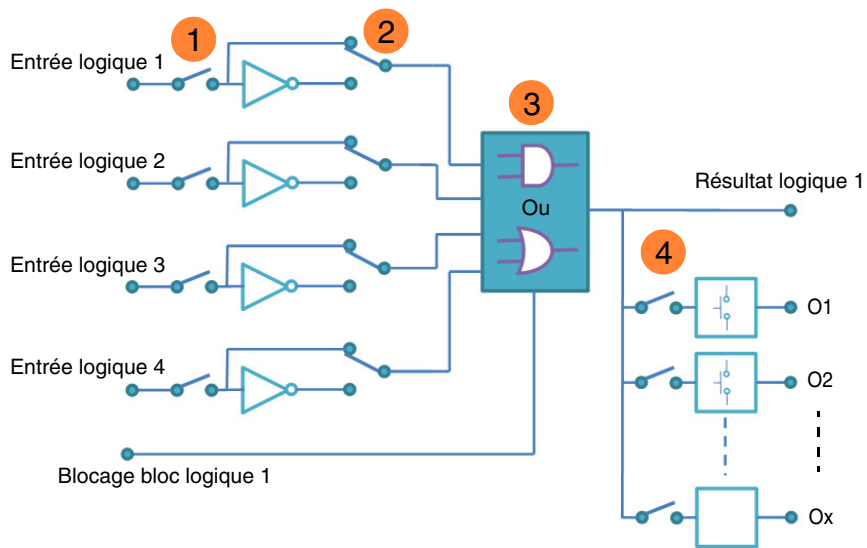 1
2
Entrée logique 1
3
Entrée logique 2
Résultat logique 1
Ou
4
Entrée logique 3
O1
Entrée logique 4
O2
Blocage bloc logique 1
Ox